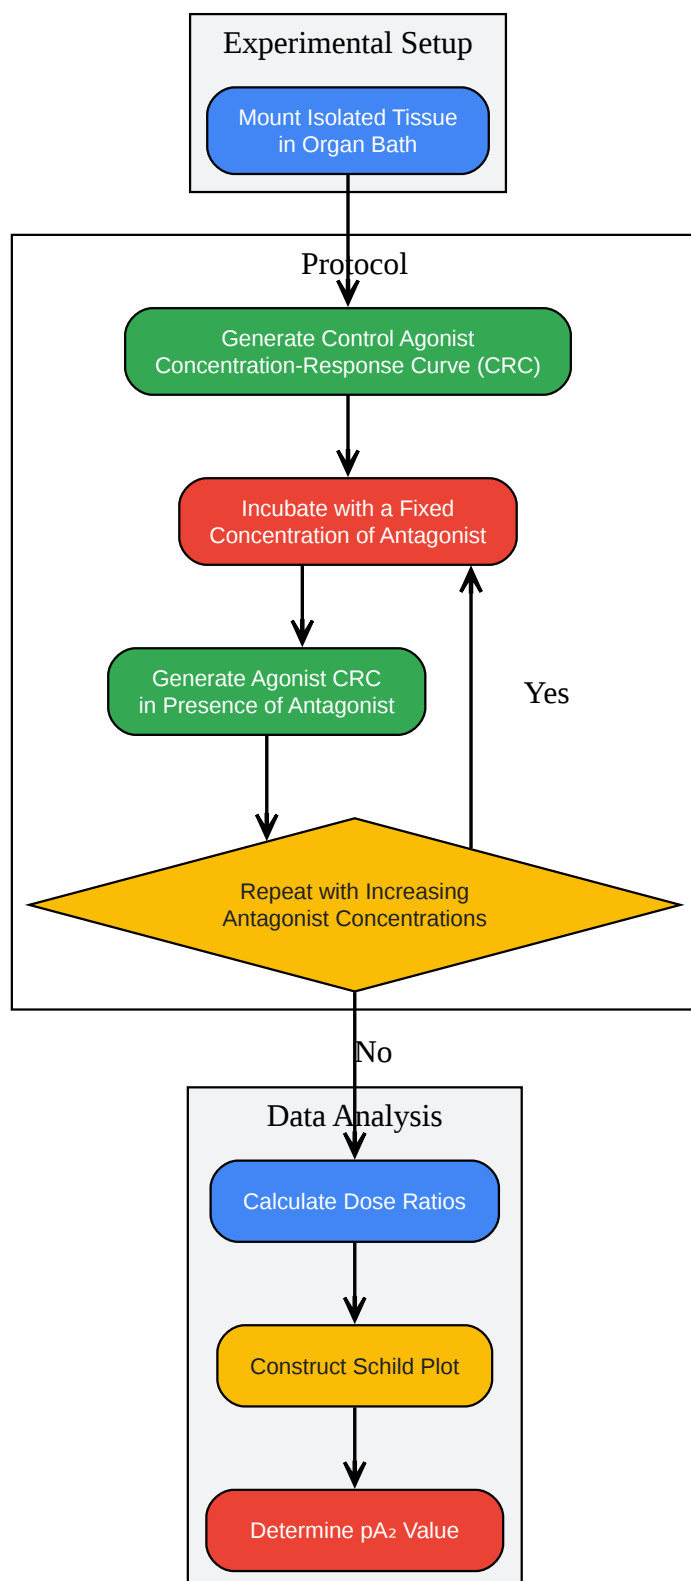 Experimental Setup
Mount Isolated Tissue
in Organ Bath
Protocol
Generate Control Agonist
Concentration-Response Curve (CRC)
Incubate with a Fixed
Concentration of Antagonist
Generate Agonist CRC
in Presence of Antagonist
Yes
Repeat with Increasing
Antagonist Concentrations
No
Data Analysis
Calculate Dose Ratios
Construct Schild Plot
Determine pA₂ Value